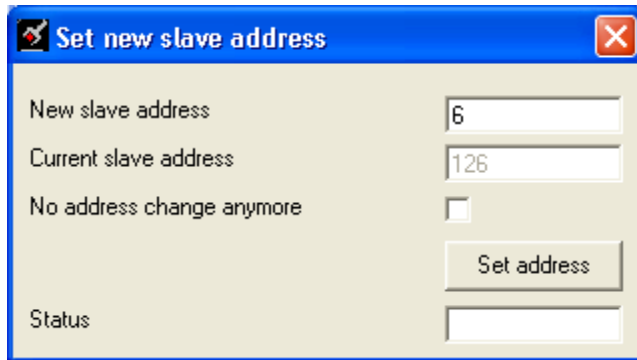 Set new slave address
New slave address 6
Current slave address 126
No address change anymore
Set address
Status